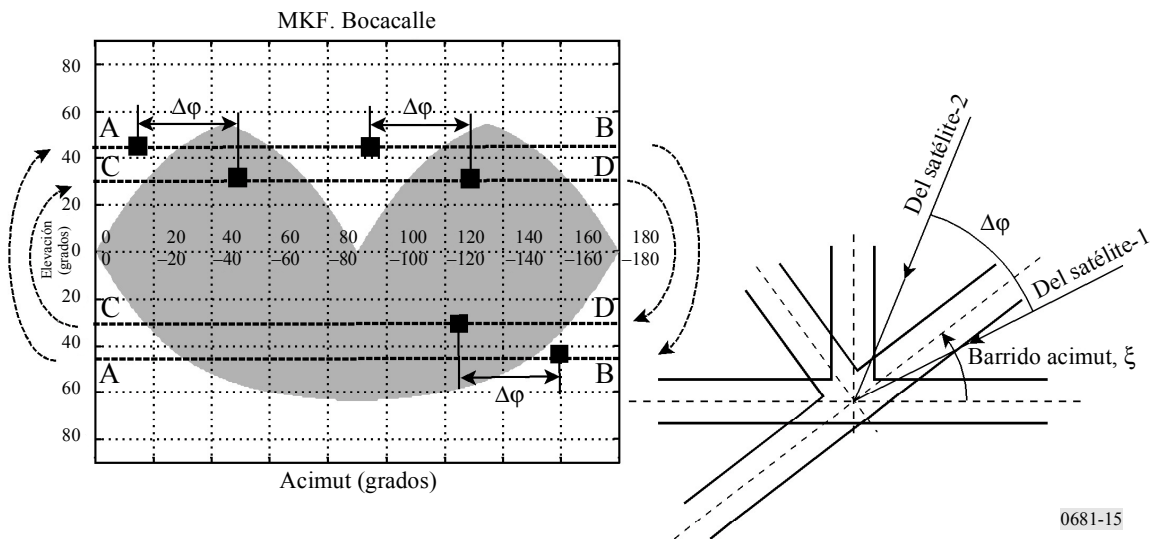 MKF. Bocacalle
80
60
Δφ
Δφ
A
B
40
C
D
20
Elevación
(grados)
0 20 40 60 80 100 120 140 160 180
0
0 –20 –40 –60 80 –100 –120 –140 –160 –180
20
C
D
40
A
B
60
Δφ
80
Acimut (grados)
Del satélite-2
Δφ
Del satélite-1
Barrido acimut, ξ
0681-15